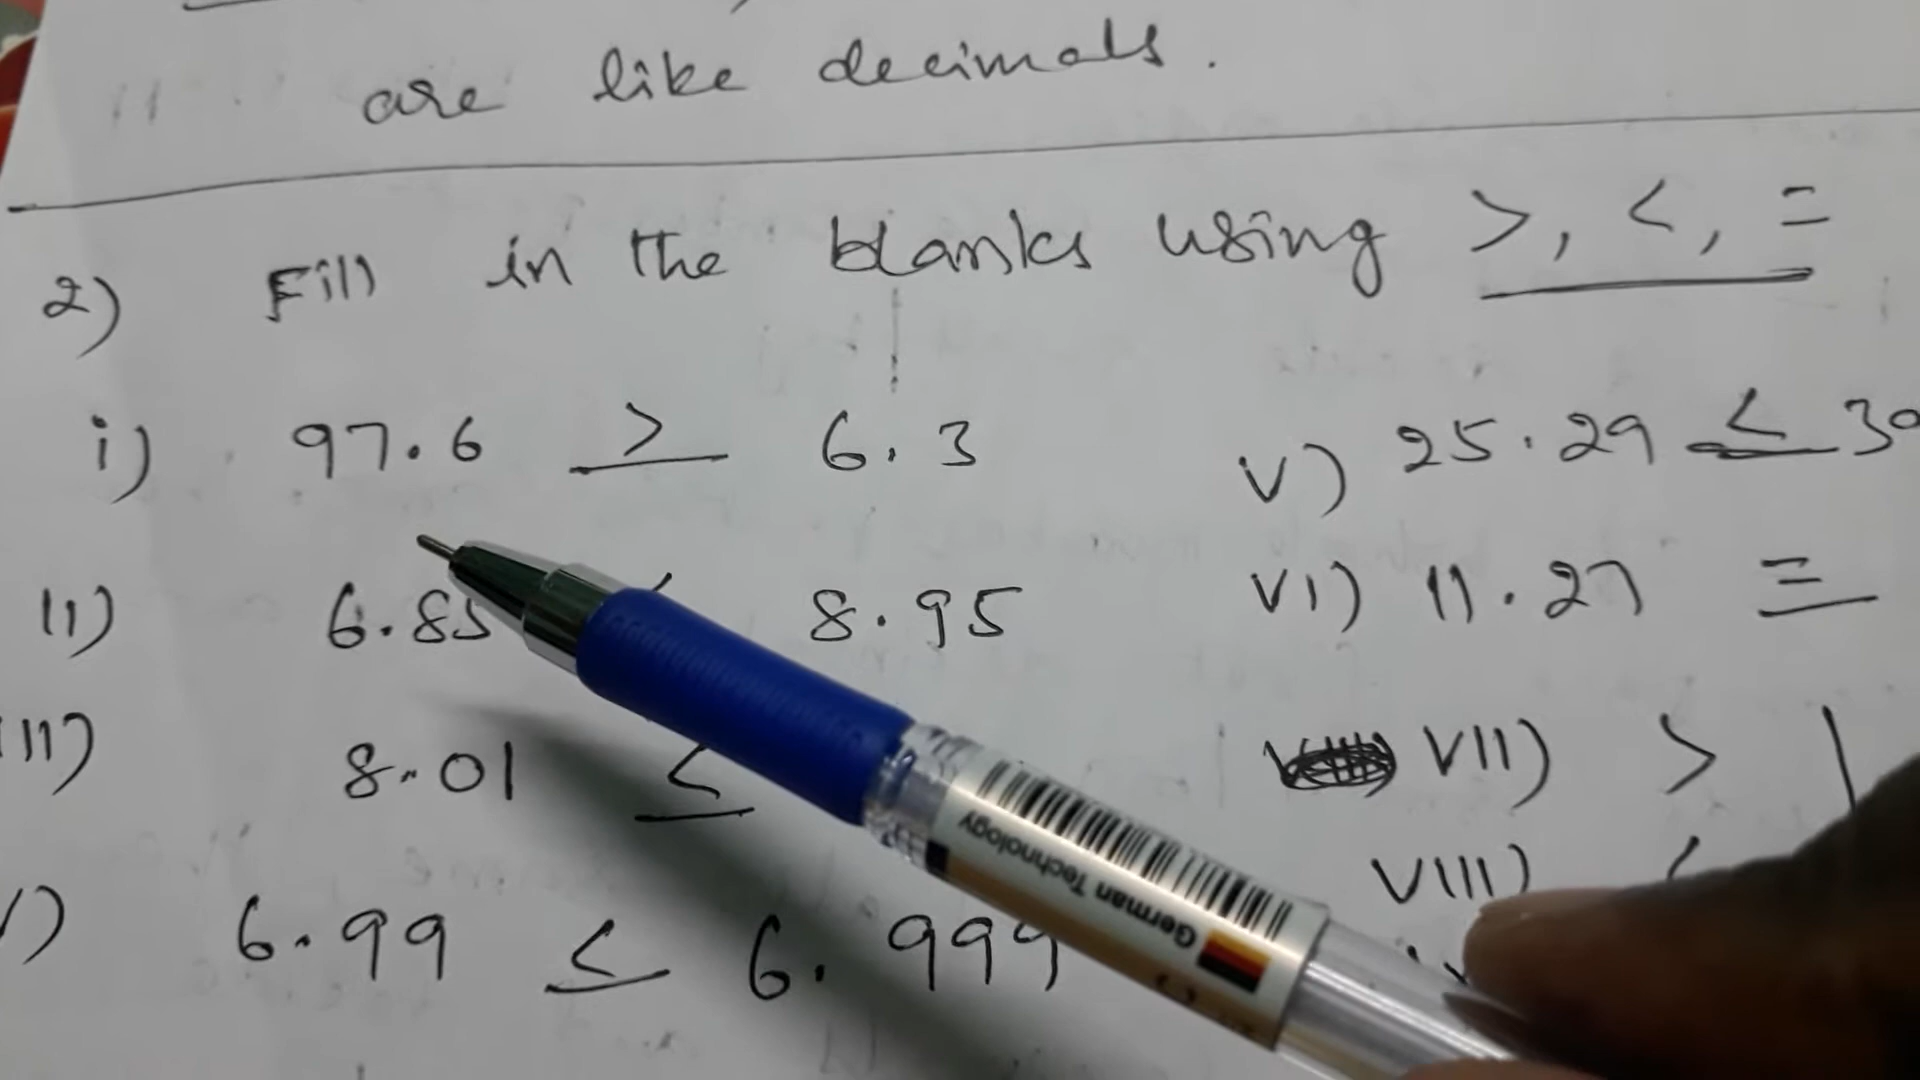 are like decimals.
2) Fill in the blanks using >, <, =
i) 97.6 > 6.3
v) 25.29 < 30
II) 6.85 < 8.95
VI) 11.27 =
III) 8.01 <
VII) > 1
V) 6.99 < 6.999
VIII) <
German Technology